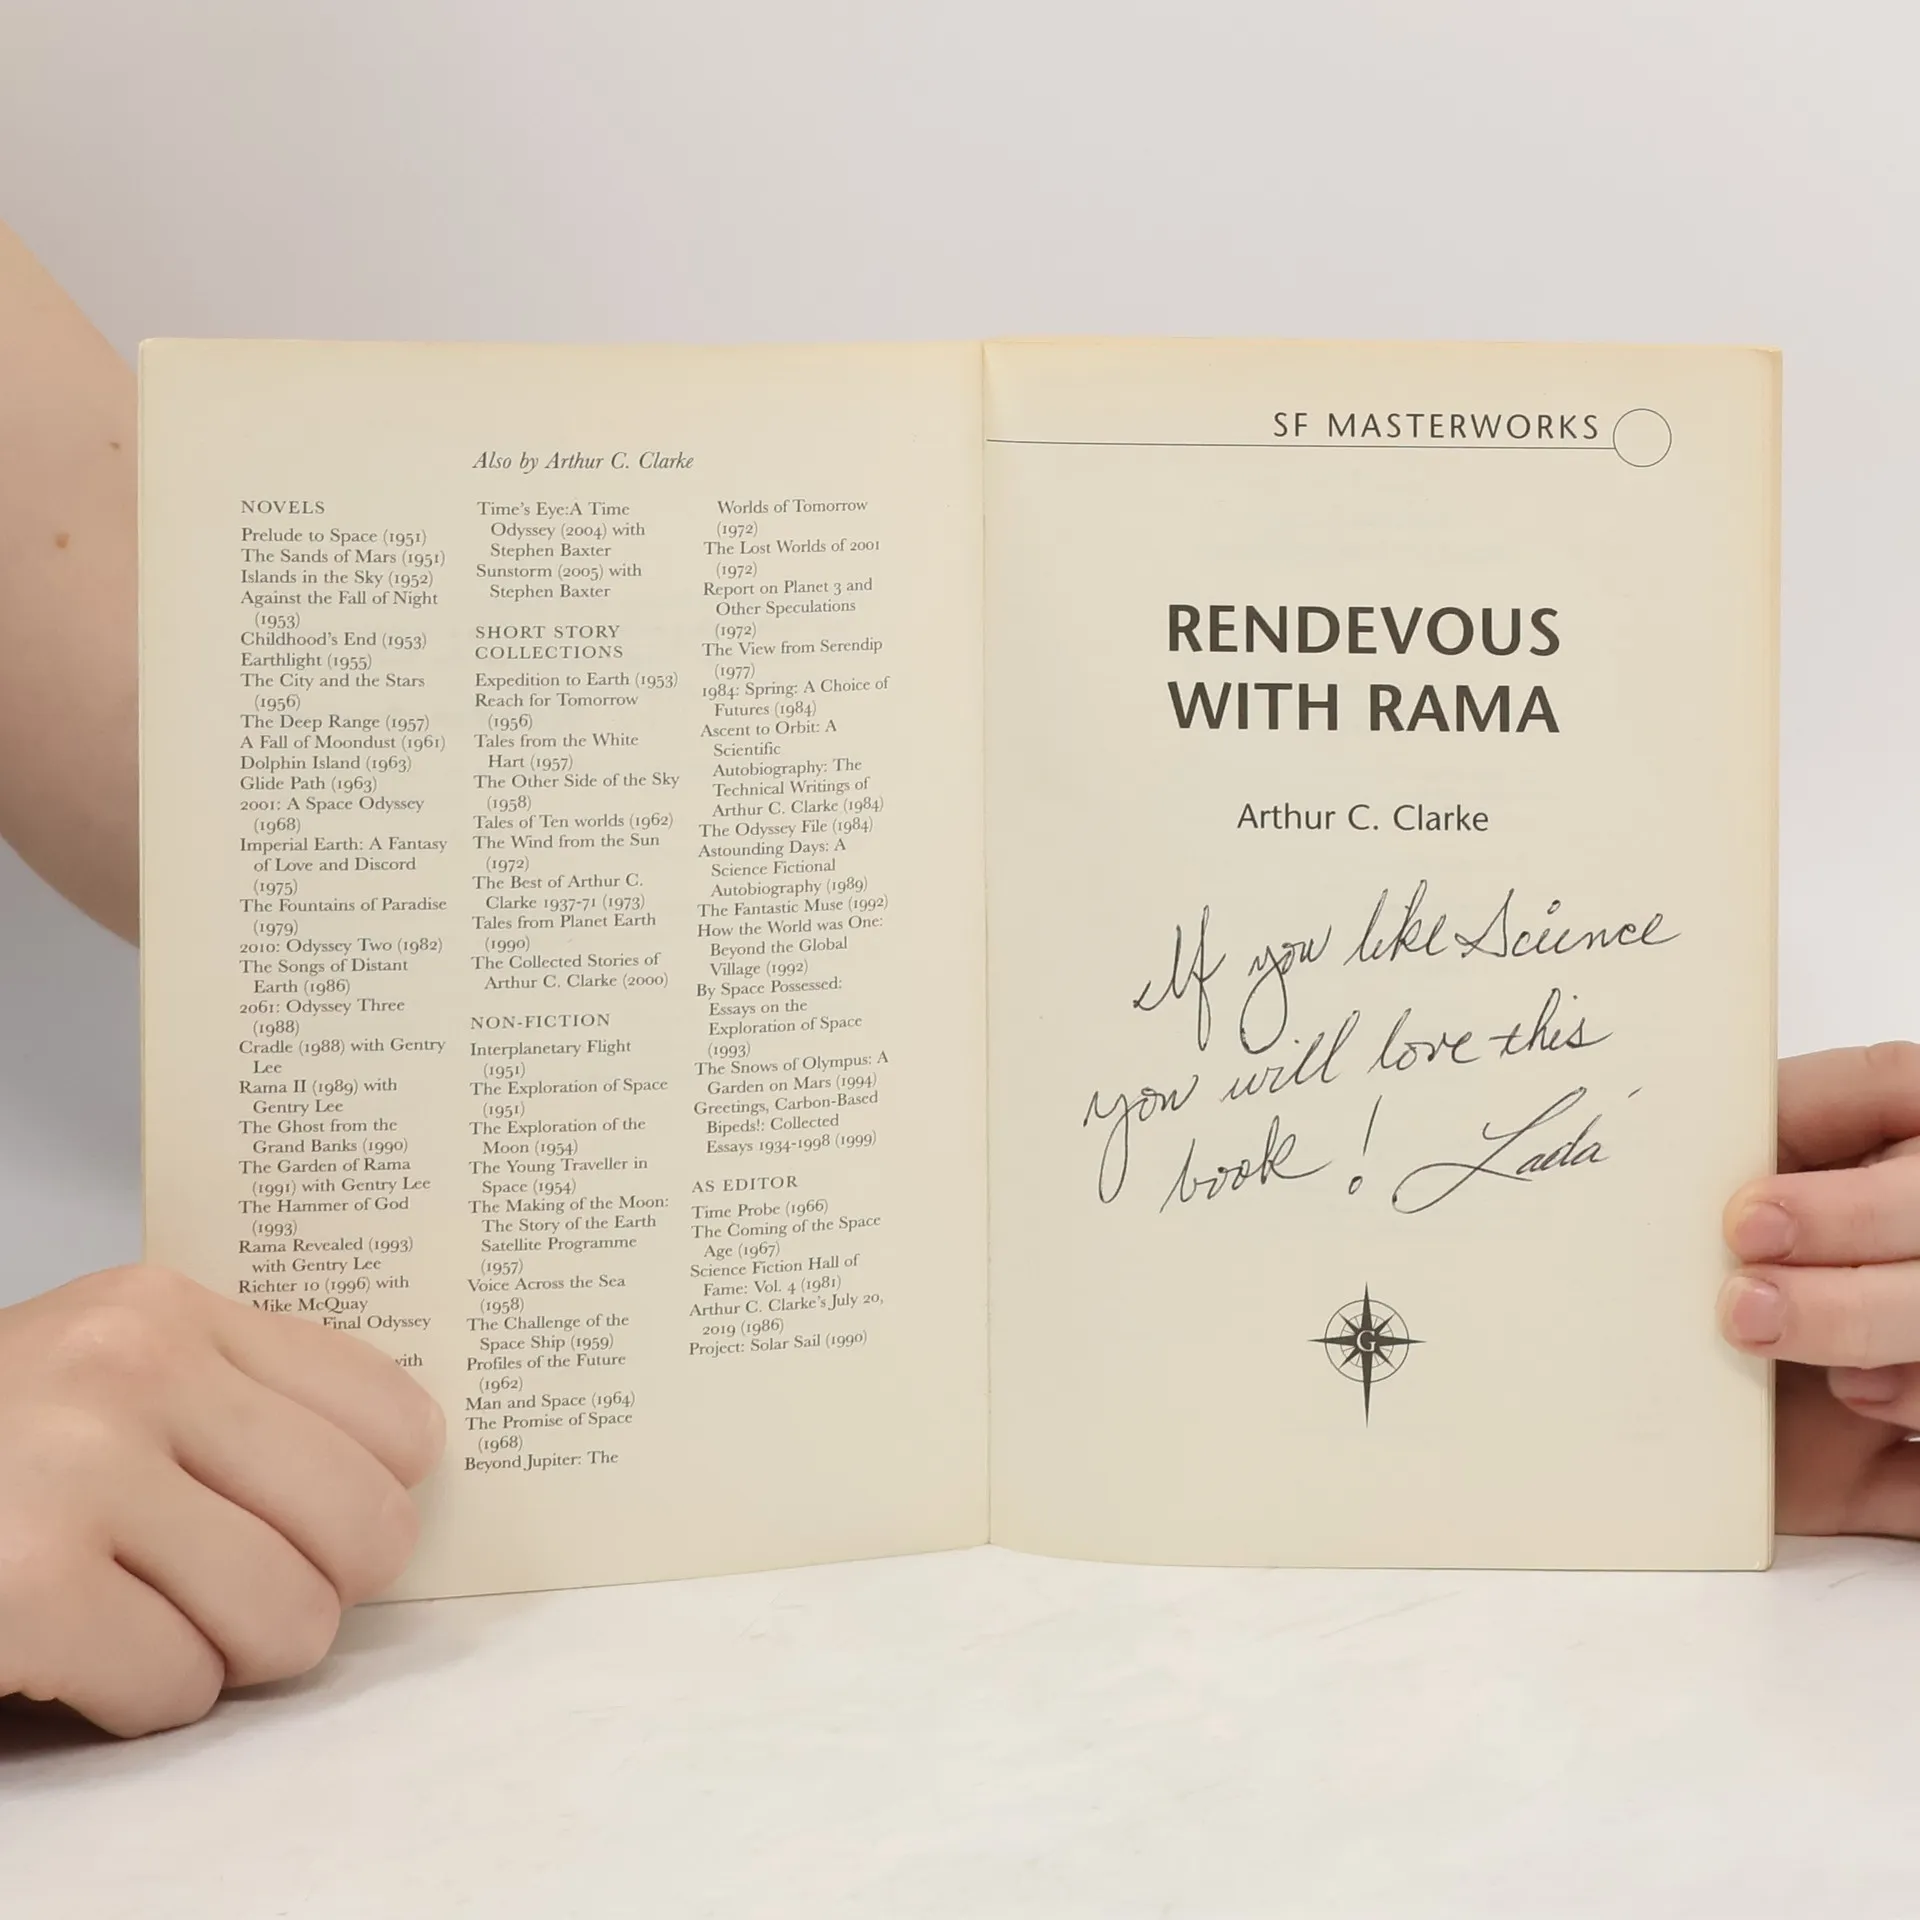 Also by Arthur C. Clarke
NOVELS
Prelude to Space (1951)
The Sands of Mars (1951)
Islands in the Sky (1952)
Against the Fall of Night
(1953)
Childhood's End (1953)
Earthlight (1955)
The City and the Stars
(1956)
The Deep Range (1957)
A Fall of Moondust (1961)
Dolphin Island (1963)
Glide Path (1963)
2001: A Space Odyssey
(1968)
Imperial Earth: A Fantasy
of Love and Discord
(1975)
The Fountains of Paradise
(1979)
2010: Odyssey Two (1982)
The Songs of Distant
Earth (1986)
2061: Odyssey Three
(1988)
Cradle (1988) with Gentry
Lee
Rama II (1989) with
Gentry Lee
The Ghost from the
Grand Banks (1990)
The Garden of Rama
(1991) with Gentry Lee
The Hammer of God
(1993)
Rama Revealed (1993)
with Gentry Lee
Richter 10 (1996) with
Mike McQuay
Final Odyssey
with
Time's Eye:A Time
Odyssey (2004) with
Stephen Baxter
Sunstorm (2005) with
Stephen Baxter
SHORT STORY
COLLECTIONS
Expedition to Earth (1953)
Reach for Tomorrow
(1956)
Tales from the White
Hart (1957)
The Other Side of the Sky
(1958)
Tales of Ten worlds (1962)
The Wind from the Sun
(1972)
The Best of Arthur C.
Clarke 1937-71 (1973)
Tales from Planet Earth
(1990)
The Collected Stories of
Arthur C. Clarke (2000)
NON-FICTION
Interplanetary Flight
(1951)
The Exploration of Space
(1951)
The Exploration of the
Moon (1954)
The Young Traveller in
Space (1954)
The Making of the Moon:
The Story of the Earth
Satellite Programme
(1957)
Voice Across the Sea
(1958)
The Challenge of the
Space Ship (1959)
Profiles of the Future
(1962)
Man and Space (1964)
The Promise of Space
(1968)
Beyond Jupiter: The
Worlds of Tomorrow
(1972)
The Lost Worlds of 2001
(1972)
Report on Planet 3 and
Other Speculations
(1972)
The View from Serendip
(1977)
1984: Spring: A Choice of
Futures (1984)
Ascent to Orbit: A
Scientific
Autobiography: The
Technical Writings of
Arthur C. Clarke (1984)
The Odyssey File (1984)
Astounding Days: A
Science Fictional
Autobiography (1989)
The Fantastic Muse (1992)
How the World was One:
Beyond the Global
Village (1992)
By Space Possessed:
Essays on the
Exploration of Space
(1993)
The Snows of Olympus: A
Garden on Mars (1994)
Greetings, Carbon-Based
Bipeds!: Collected
Essays 1934-1998 (1999)
AS EDITOR
Time Probe (1966)
The Coming of the Space
Age (1967)
Science Fiction Hall of
Fame: Vol. 4 (1981)
Arthur C. Clarke's July 20,
2019 (1986)
Project: Solar Sail (1990)
SF MASTERWORKS
RENDEVOUS
WITH RAMA
Arthur C. Clarke
If you like Science
you will love this
book! Lada
G